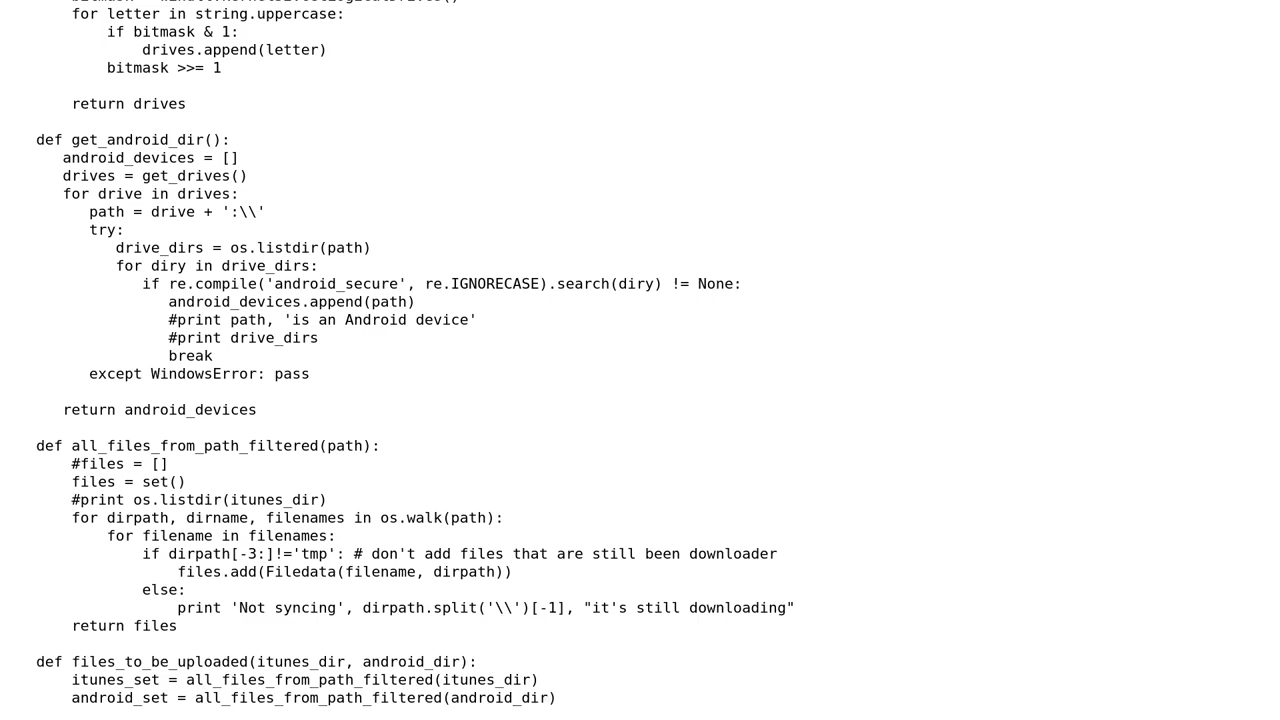 for letter in string.uppercase:
if bitmask & 1:
drives.append(letter)
bitmask >>= 1
return drives
def get_android_dir():
android_devices = []
drives = get_drives()
for drive in drives:
path = drive + ':\\'
try:
drive_dirs = os.listdir(path)
for diry in drive_dirs:
if re.compile('android_secure', re.IGNORECASE).search(diry) != None:
android_devices.append(path)
#print path, 'is an Android device'
#print drive_dirs
break
except WindowsError: pass
return android_devices
def all_files_from_path_filtered(path):
#files = []
files = set()
#print os.listdir(itunes_dir)
for dirpath, dirname, filenames in os.walk(path):
for filename in filenames:
if dirpath[-3:]!='tmp': # don't add files that are still been downloader
files.add(Filedata(filename, dirpath))
else:
print 'Not syncing', dirpath.split('\\')[-1], "it's still downloading"
return files
def files_to_be_uploaded(itunes_dir, android_dir):
itunes_set = all_files_from_path_filtered(itunes_dir)
android_set = all_files_from_path_filtered(android_dir)